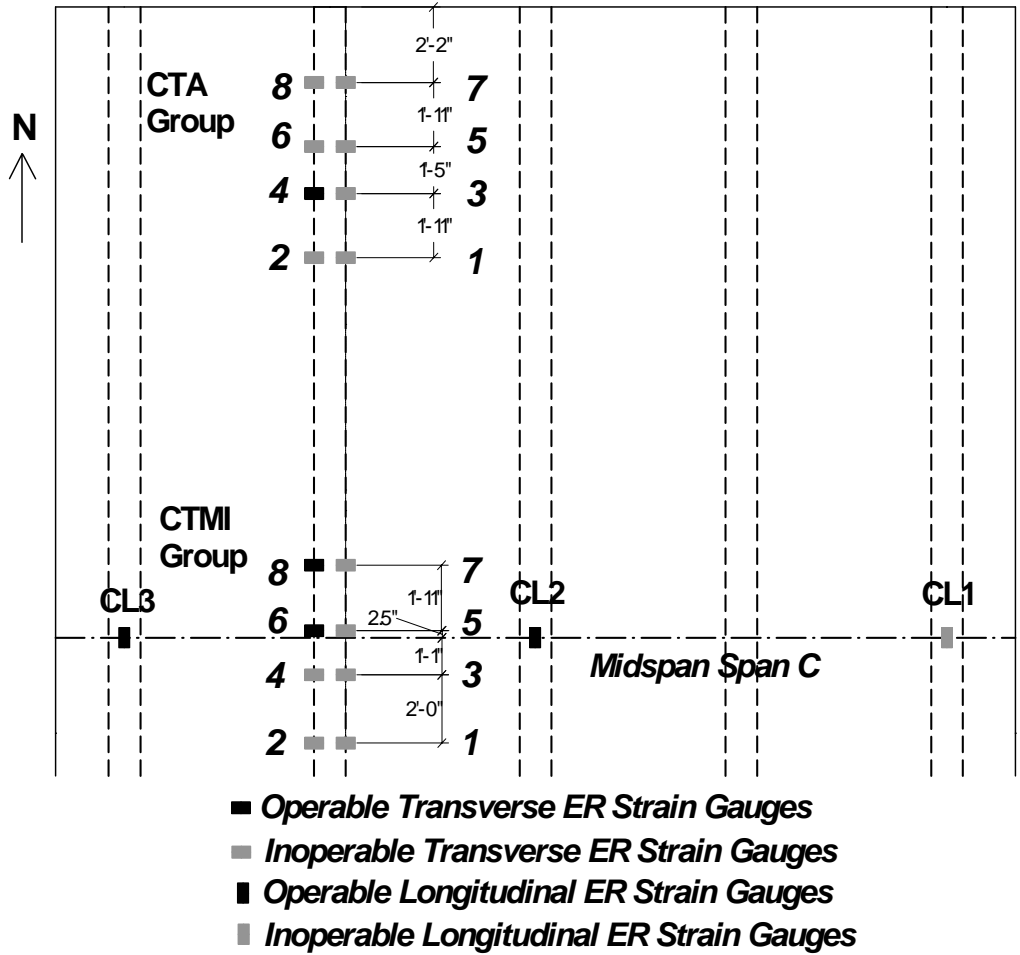 2'-2"
CTA
Group
8
7
N
1'-11"
6
5
1'-5"
4
3
1'-11"
2
1
CTMI
Group
8
7
CL3
1'-11"
CL2
CL1
6
2.5"
5
1'-1"
Midspan Span C
4
3
2'-0"
2
1
Operable Transverse ER Strain Gauges
Inoperable Transverse ER Strain Gauges
Operable Longitudinal ER Strain Gauges
Inoperable Longitudinal ER Strain Gauges